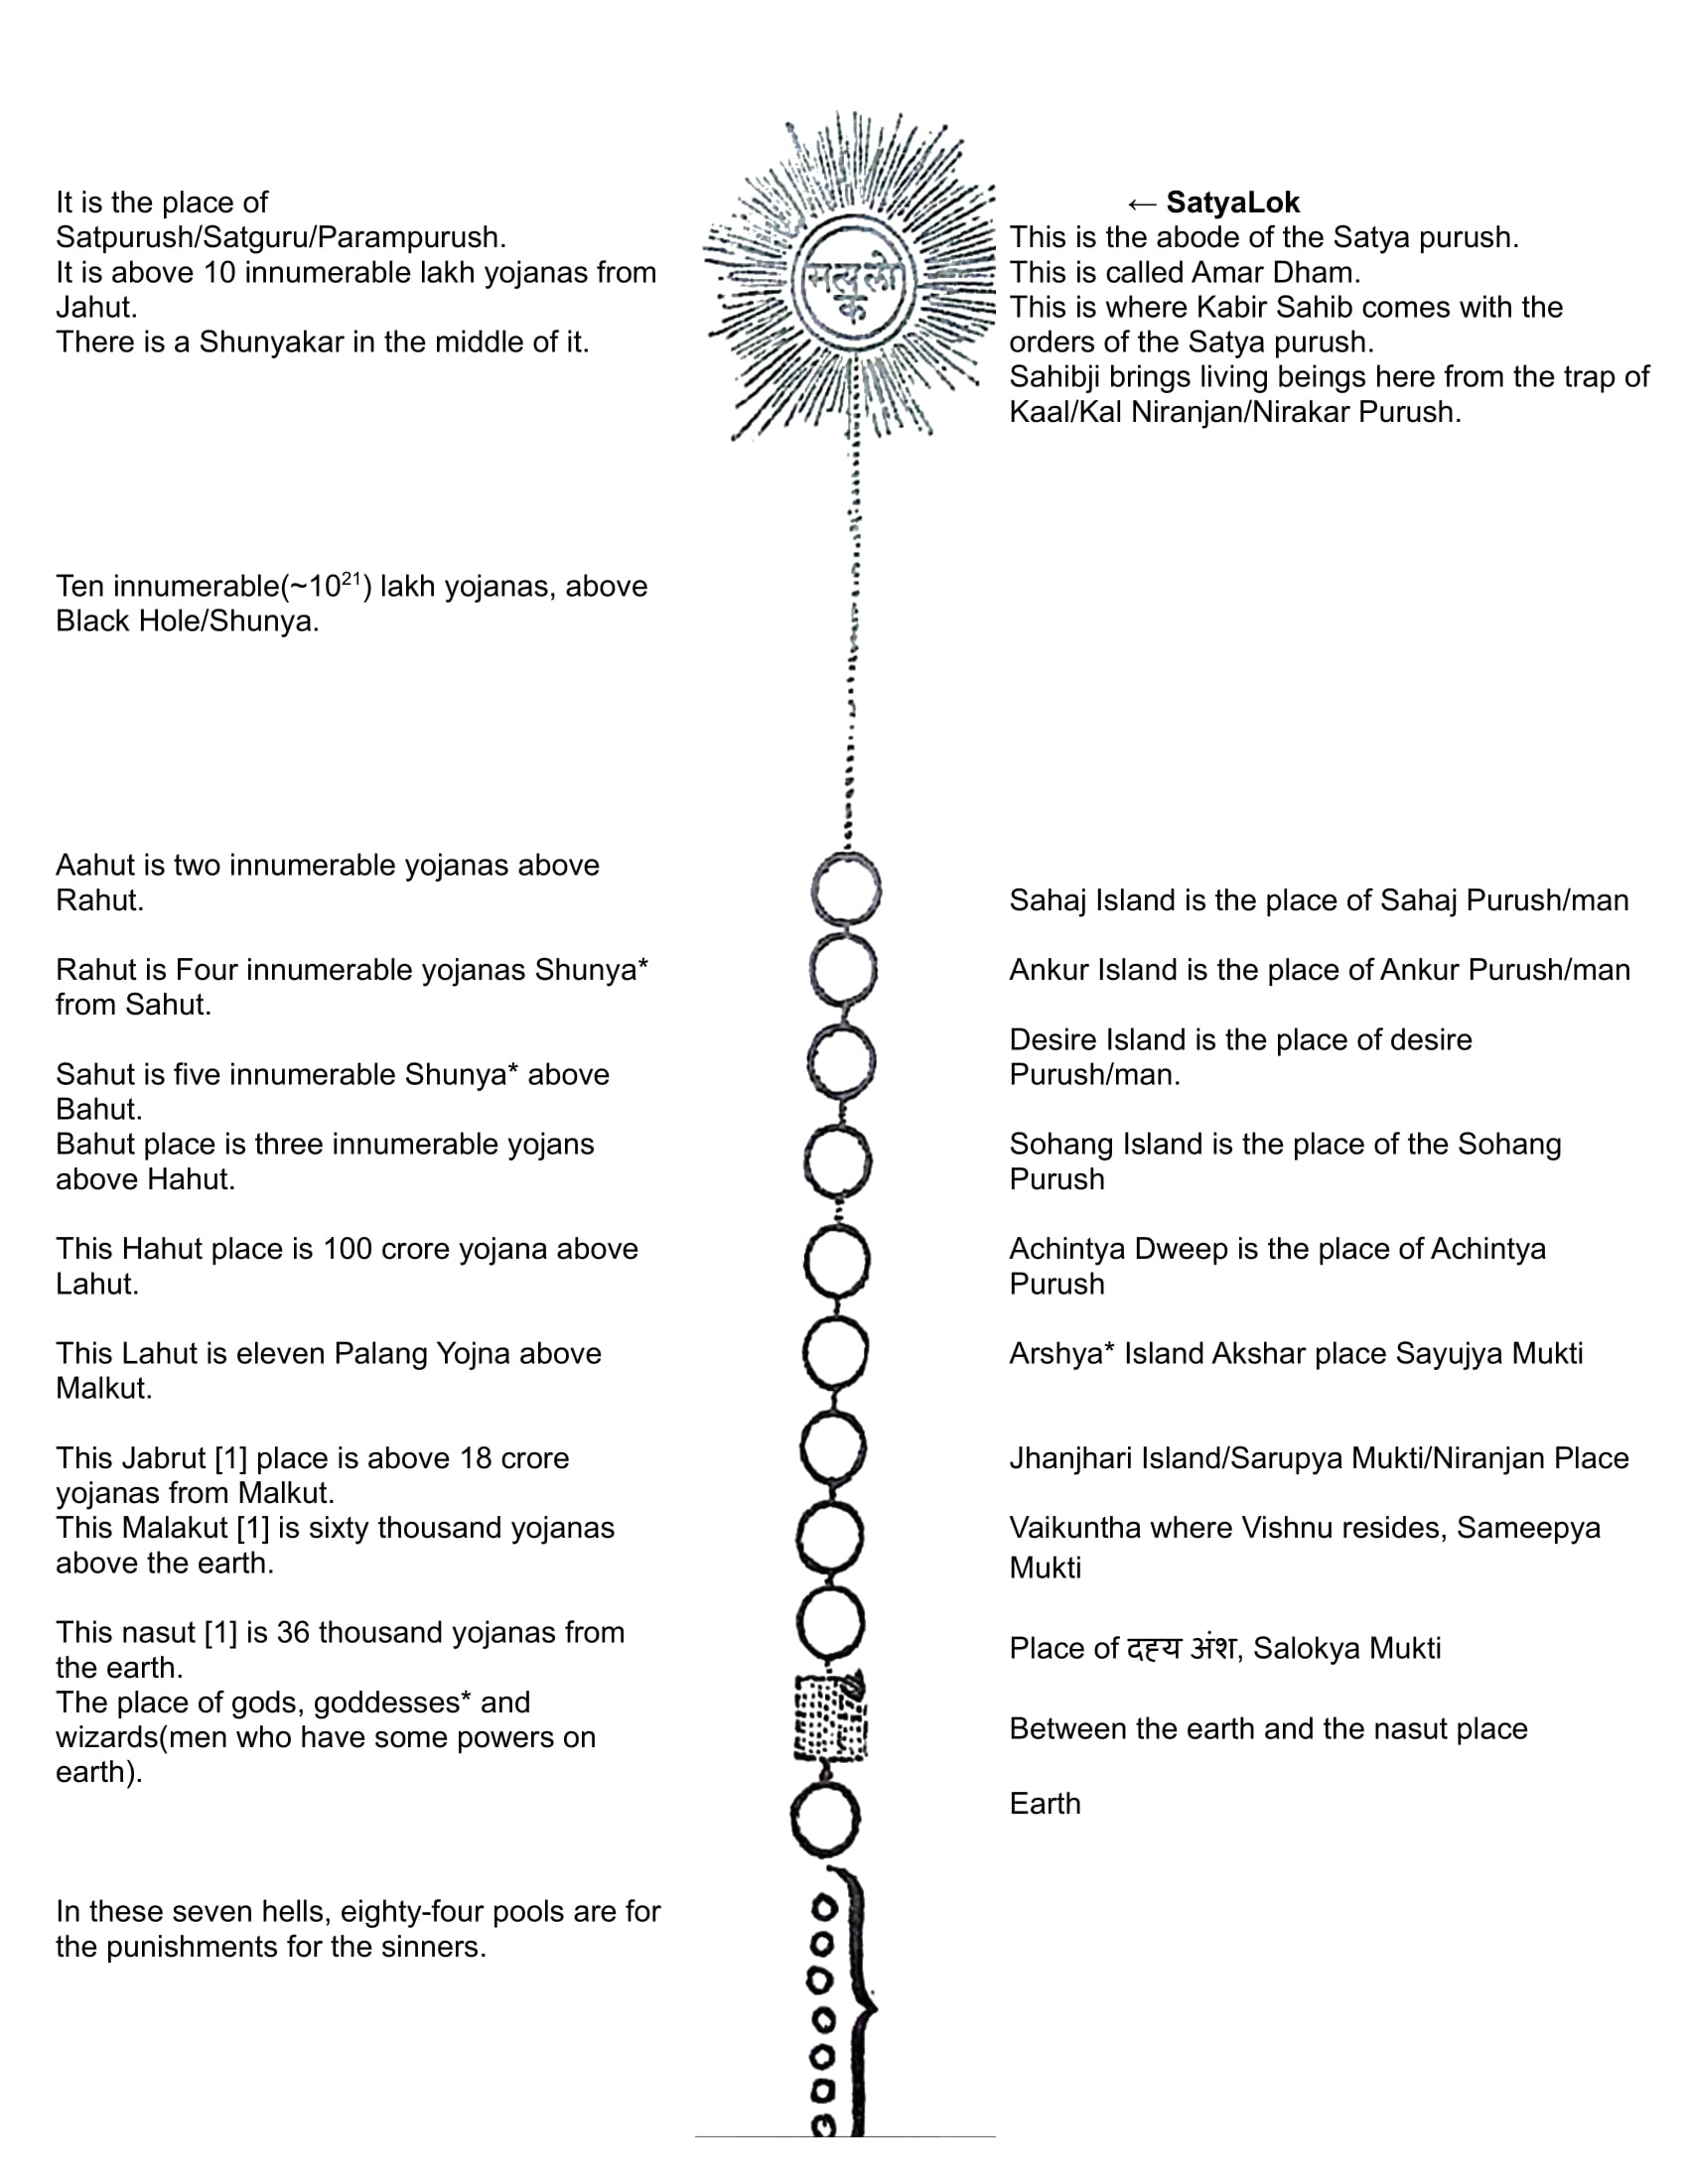 It is the place of
Satpurush/Satguru/Parampurush.
It is above 10 innumerable lakh yojanas from
Jahut.
There is a Shunyakar in the middle of it.
सत्य लो
क
← SatyaLok
This is the abode of the Satya purush.
This is called Amar Dham.
This is where Kabir Sahib comes with the
orders of the Satya purush.
Sahibji brings living beings here from the trap of
Kaal/Kal Niranjan/Nirakar Purush.
Ten innumerable(~10²¹) lakh yojanas, above
Black Hole/Shunya.
Aahut is two innumerable yojanas above
Rahut.
Sahaj Island is the place of Sahaj Purush/man
Rahut is Four innumerable yojanas Shunya*
from Sahut.
Ankur Island is the place of Ankur Purush/man
Sahut is five innumerable Shunya* above
Bahut.
Desire Island is the place of desire
Purush/man.
Bahut place is three innumerable yojans
above Hahut.
Sohang Island is the place of the Sohang
Purush
This Hahut place is 100 crore yojana above
Lahut.
Achintya Dweep is the place of Achintya
Purush
This Lahut is eleven Palang Yojna above
Malkut.
Arshya* Island Akshar place Sayujya Mukti
This Jabrut [1] place is above 18 crore
yojanas from Malkut.
Jhanjhari Island/Sarupya Mukti/Niranjan Place
This Malakut [1] is sixty thousand yojanas
above the earth.
Vaikuntha where Vishnu resides, Sameepya
Mukti
This nasut [1] is 36 thousand yojanas from
the earth.
Place of दह्य अंश, Salokya Mukti
The place of gods, goddesses* and
wizards(men who have some powers on
earth).
Between the earth and the nasut place
Earth
In these seven hells, eighty-four pools are for
the punishments for the sinners.